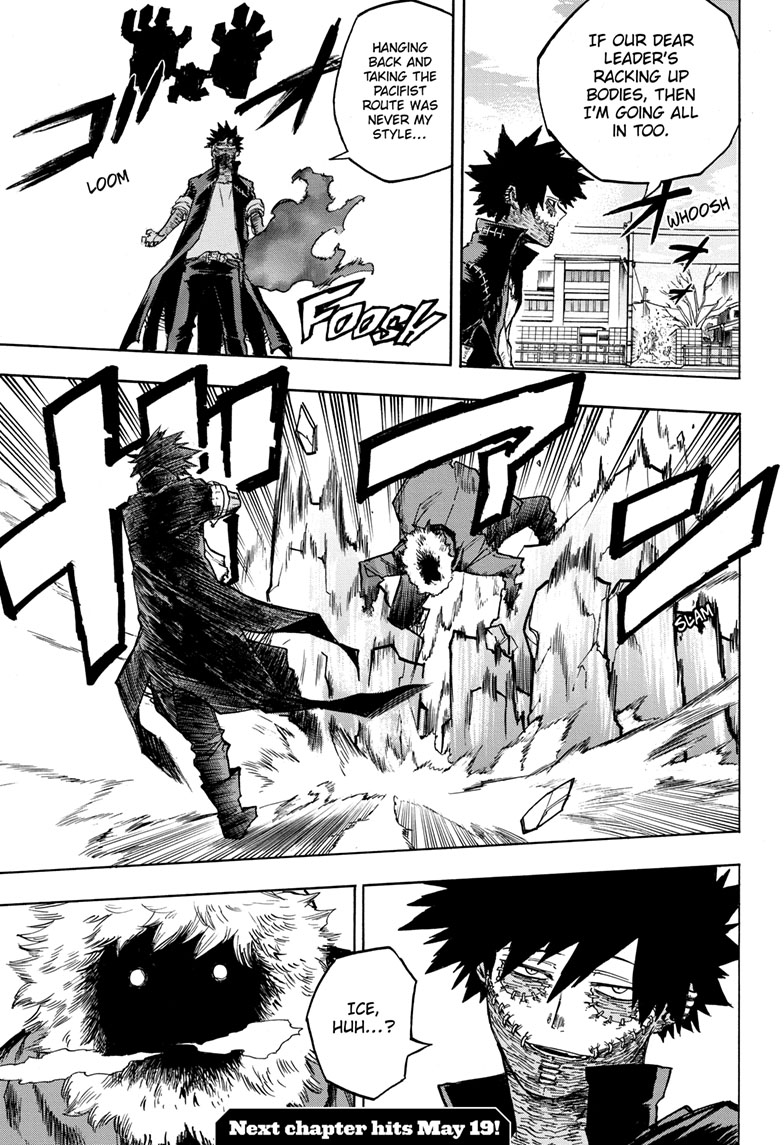 IF OUR DEAR
LEADER'S
RACKING UP
BODIES, THEN
I'M GOING ALL
IN TOO.
WHOOSH
HANGING
BACK AND
TAKING THE
PACIFIST
ROUTE WAS
NEVER MY
STYLE...
LOOM
FOOSH
SLAM
ICE,
HUH...?
Next chapter hits May 19!